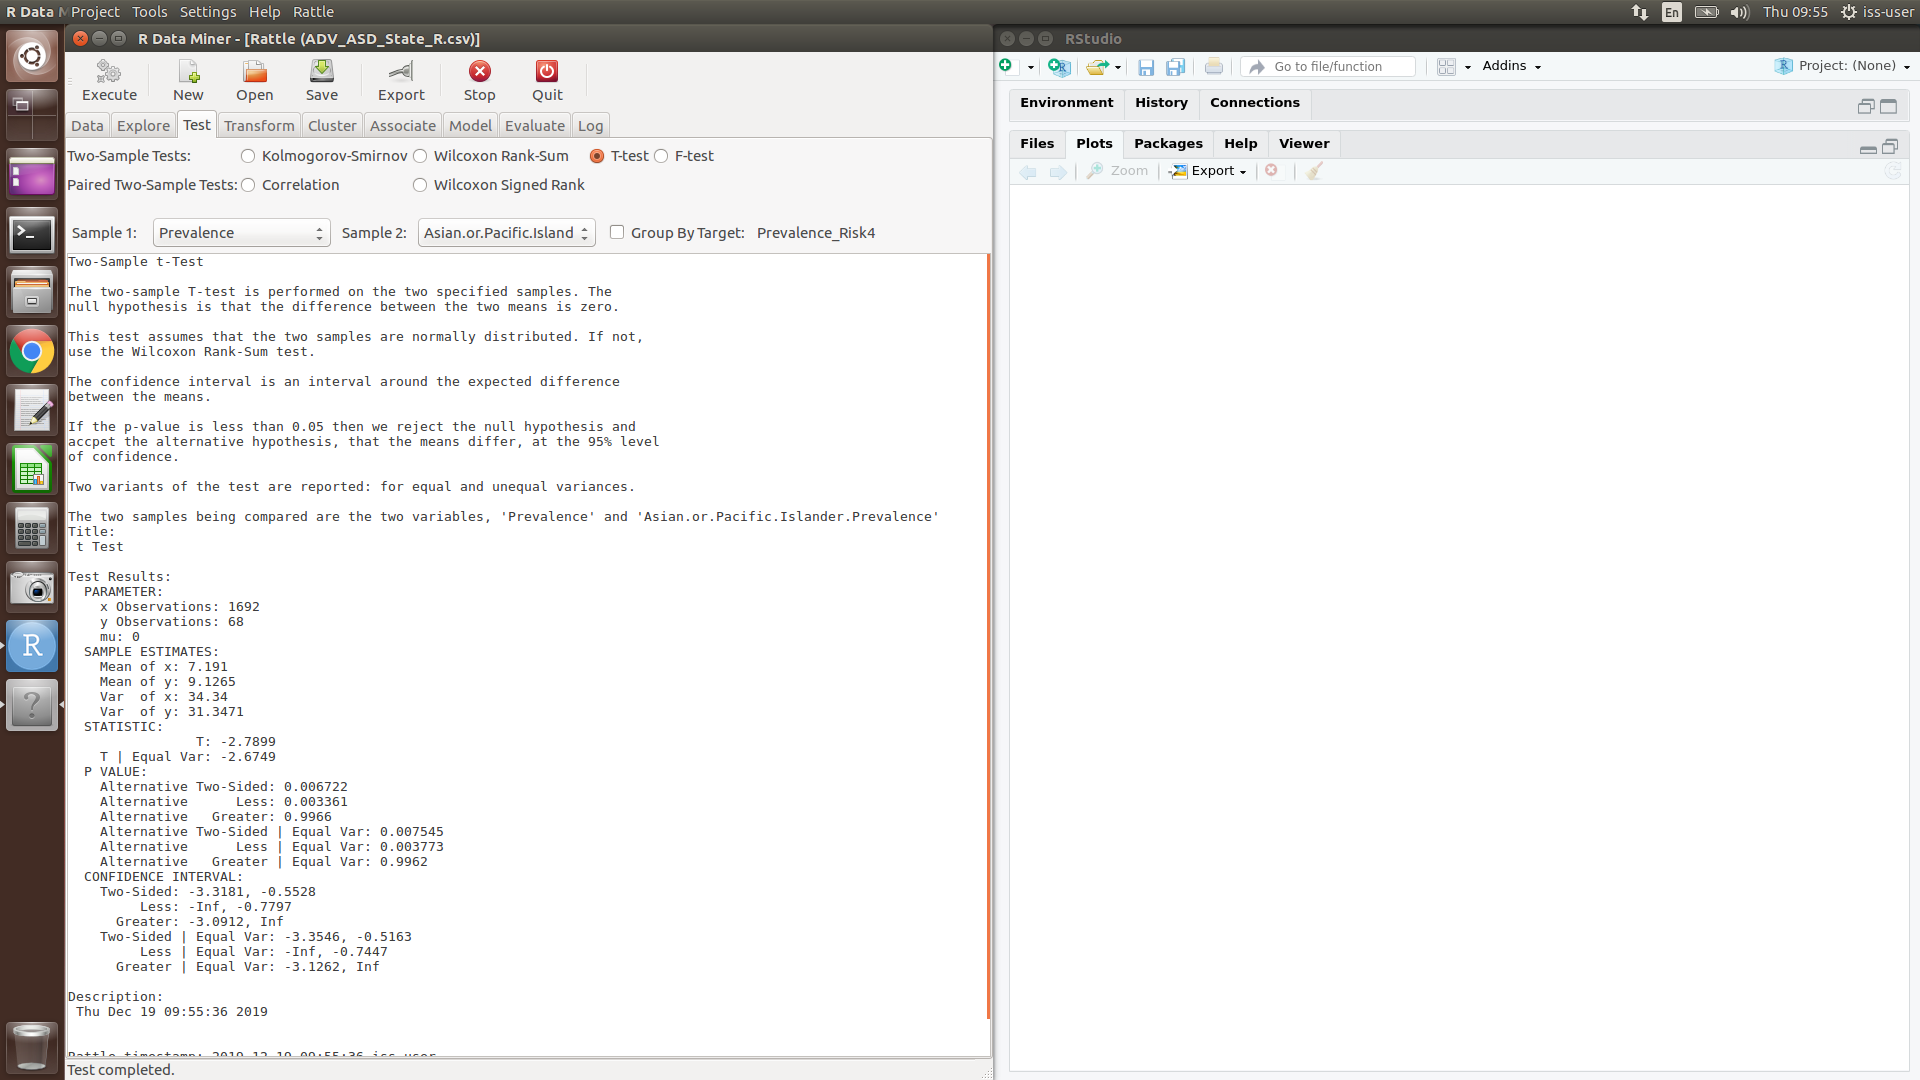 R Data M Project Tools Settings Help Rattle
En Thu 09:55 iss-user
R Data Miner - [Rattle (ADV_ASD_State_R.csv)]
Execute New Open Save Export Stop Quit
Data Explore Test Transform Cluster Associate Model Evaluate Log
Two-Sample Tests: Kolmogorov-Smirnov Wilcoxon Rank-Sum T-test F-test
Paired Two-Sample Tests: Correlation Wilcoxon Signed Rank
Sample 1: Prevalence Sample 2: Asian.or.Pacific.Island Group By Target: Prevalence_Risk4
Two-Sample t-Test
The two-sample T-test is performed on the two specified samples. The
null hypothesis is that the difference between the two means is zero.
This test assumes that the two samples are normally distributed. If not,
use the Wilcoxon Rank-Sum test.
The confidence interval is an interval around the expected difference
between the means.
If the p-value is less than 0.05 then we reject the null hypothesis and
accpet the alternative hypothesis, that the means differ, at the 95% level
of confidence.
Two variants of the test are reported: for equal and unequal variances.
The two samples being compared are the two variables, 'Prevalence' and 'Asian.or.Pacific.Islander.Prevalence'
Title:
t Test
Test Results:
PARAMETER:
x Observations: 1692
y Observations: 68
mu: 0
SAMPLE ESTIMATES:
Mean of x: 7.191
Mean of y: 9.1265
Var of x: 34.34
Var of y: 31.3471
STATISTIC:
T: -2.7899
T | Equal Var: -2.6749
P VALUE:
Alternative Two-Sided: 0.006722
Alternative Less: 0.003361
Alternative Greater: 0.9966
Alternative Two-Sided | Equal Var: 0.007545
Alternative Less | Equal Var: 0.003773
Alternative Greater | Equal Var: 0.9962
CONFIDENCE INTERVAL:
Two-Sided: -3.3181, -0.5528
Less: -Inf, -0.7797
Greater: -3.0912, Inf
Two-Sided | Equal Var: -3.3546, -0.5163
Less | Equal Var: -Inf, -0.7447
Greater | Equal Var: -3.1262, Inf
Description:
Thu Dec 19 09:55:36 2019
Rattle timestamp: 2019-12-19 09:55:36 iss-user
Test completed.
RStudio
Go to file/function Addins Project: (None)
Environment History Connections
Files Plots Packages Help Viewer
Zoom Export